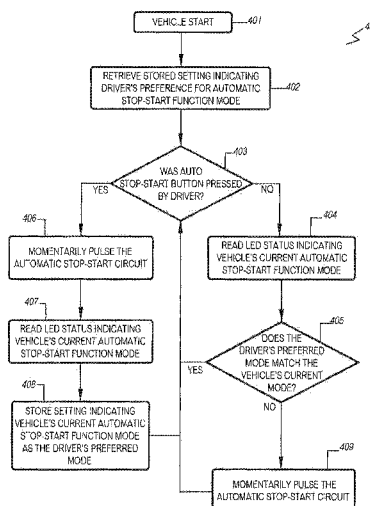 VEHICLE START
401
4
RETRIEVE STORED SETTING INDICATING
DRIVER'S PREFERENCE FOR AUTOMATIC
STOP-START FUNCTION MODE
402
403
WAS AUTO
STOP-START BUTTON PRESSED
BY DRIVER?
YES
NO
406
MOMENTARILY PULSE THE
AUTOMATIC STOP-START CIRCUIT
404
READ LED STATUS INDICATING
VEHICLE'S CURRENT AUTOMATIC
STOP-START FUNCTION MODE
407
READ LED STATUS INDICATING
VEHICLE'S CURRENT AUTOMATIC
STOP-START FUNCTION MODE
405
DOES THE
DRIVER'S PREFERRED
MODE MATCH THE
VEHICLE'S CURRENT
MODE?
YES
NO
408
STORE SETTING INDICATING
VEHICLE'S CURRENT AUTOMATIC
STOP-START FUNCTION MODE
AS THE DRIVER'S PREFERRED
MODE
409
MOMENTARILY PULSE THE
AUTOMATIC STOP-START CIRCUIT